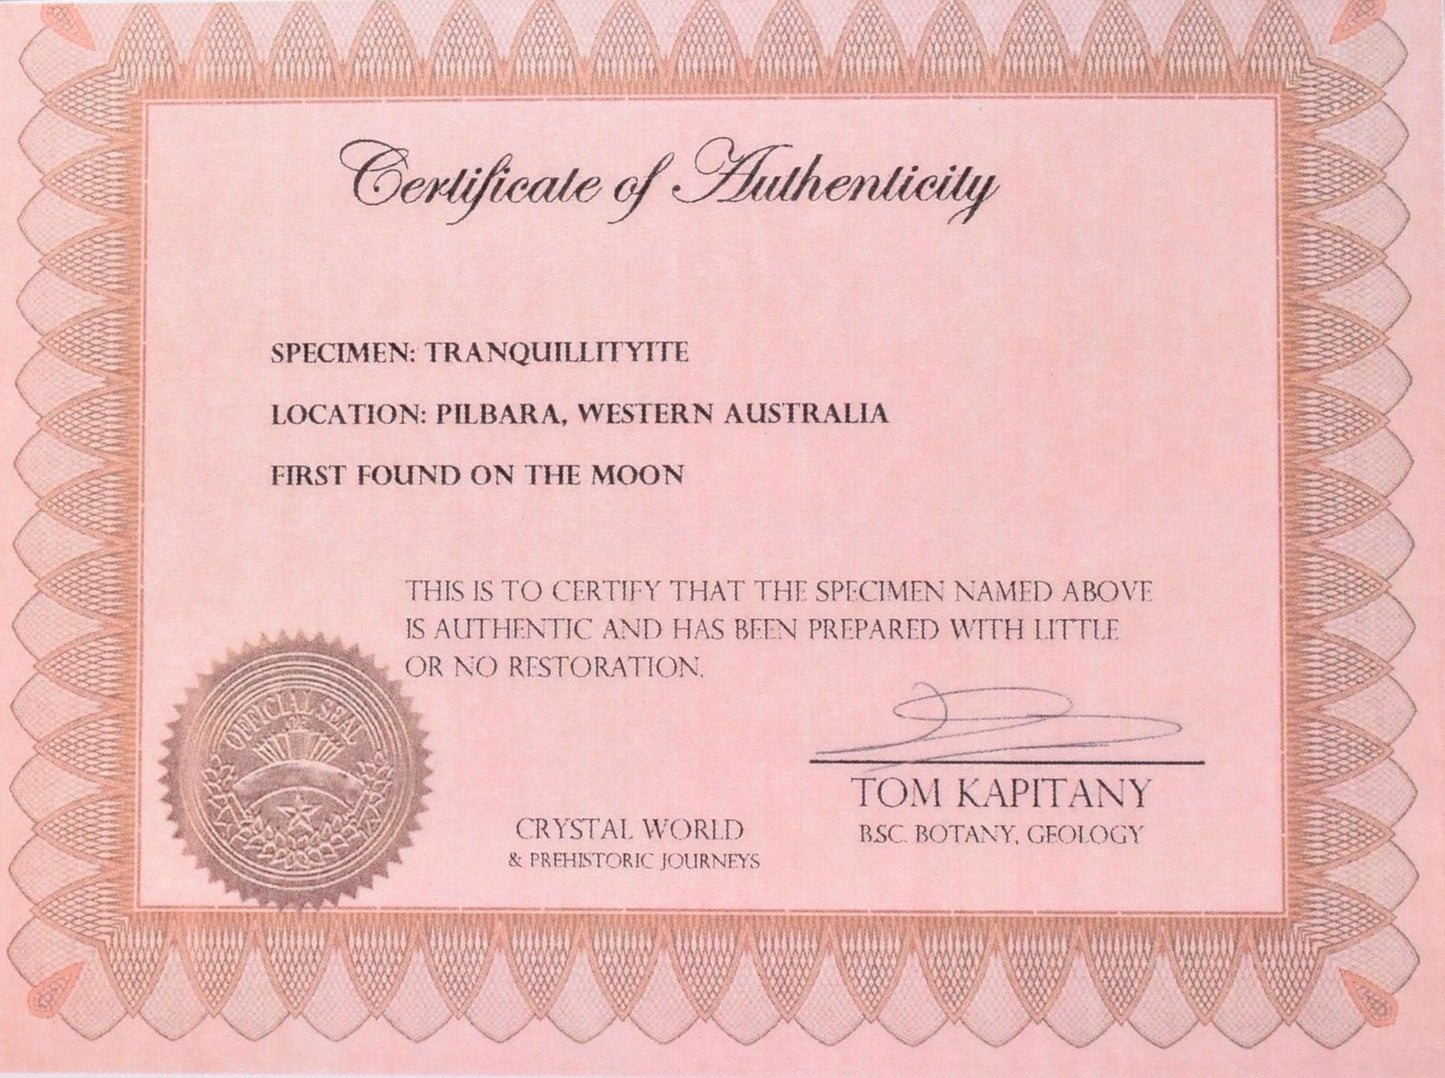 Certificate of Authenticity
SPECIMEN: TRANQUILLITYITE
LOCATION: PILBARA, WESTERN AUSTRALIA
FIRST FOUND ON THE MOON
THIS IS TO CERTIFY THAT THE SPECIMEN NAMED ABOVE
IS AUTHENTIC AND HAS BEEN PREPARED WITH LITTLE
OR NO RESTORATION.
OFFICIAL SEAL
OF
TOM KAPITANY
B.SC. BOTANY, GEOLOGY
CRYSTAL WORLD
& PREHISTORIC JOURNEYS